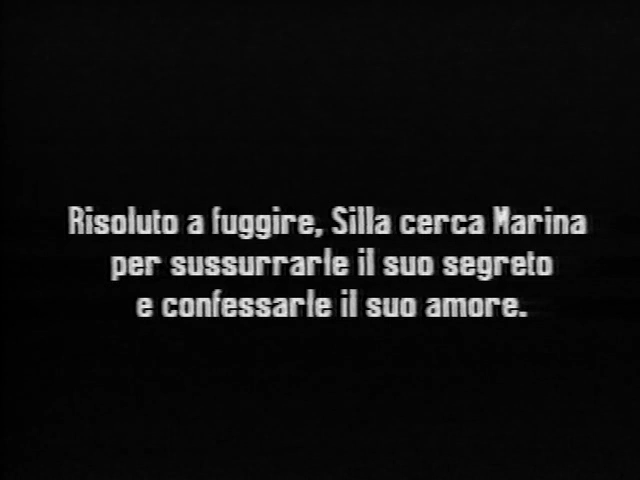 Risoluto a fuggire, Silla cerca Marina
per sussurrarle il suo segreto
e confessarle il suo amore.